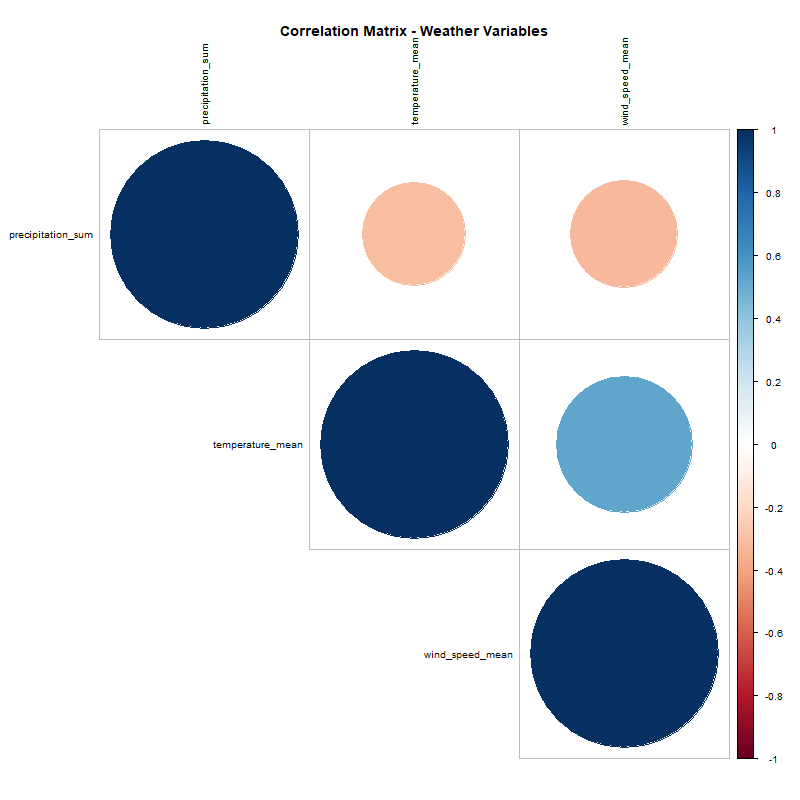 Correlation Matrix - Weather Variables
precipitation_sum
temperature_mean
wind_speed_mean
precipitation_sum
temperature_mean
wind_speed_mean
1
0.8
0.6
0.4
0.2
0
-0.2
-0.4
-0.6
-0.8
-1